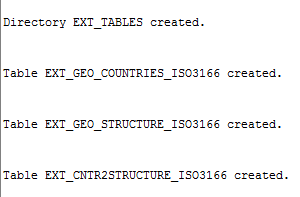 Directory EXT_TABLES created.
Table EXT_GEO_COUNTRIES_ISO3166 created.
Table EXT_GEO_STRUCTURE_ISO3166 created.
Table EXT_CNTR2STRUCTURE_ISO3166 created.